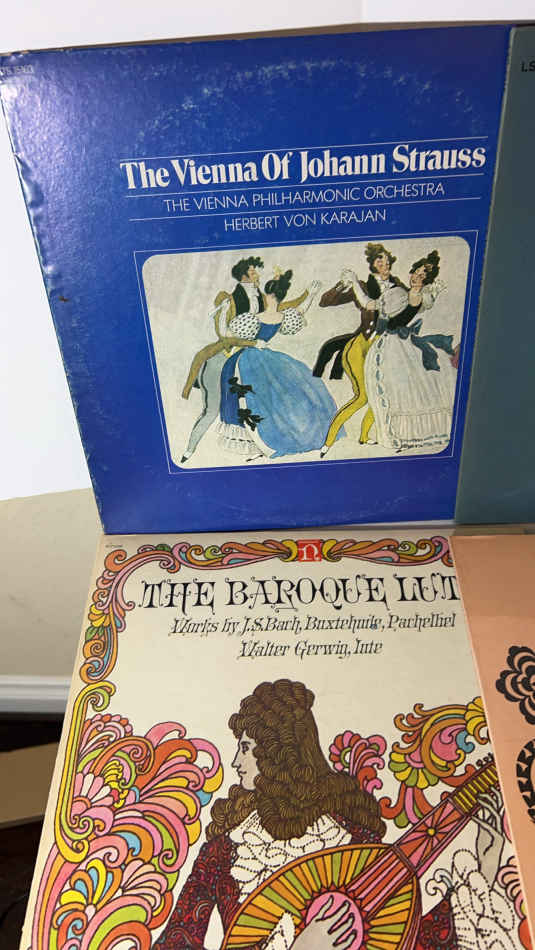 The Vienna Of Johann Strauss
THE VIENNA PHILHARMONIC ORCHESTRA
HERBERT VON KARAJAN
LS
n
THE BAROQUE LUT
Works by J.S.Bach, Buxtehude, Pachelbel
Walter Gerwig, lute